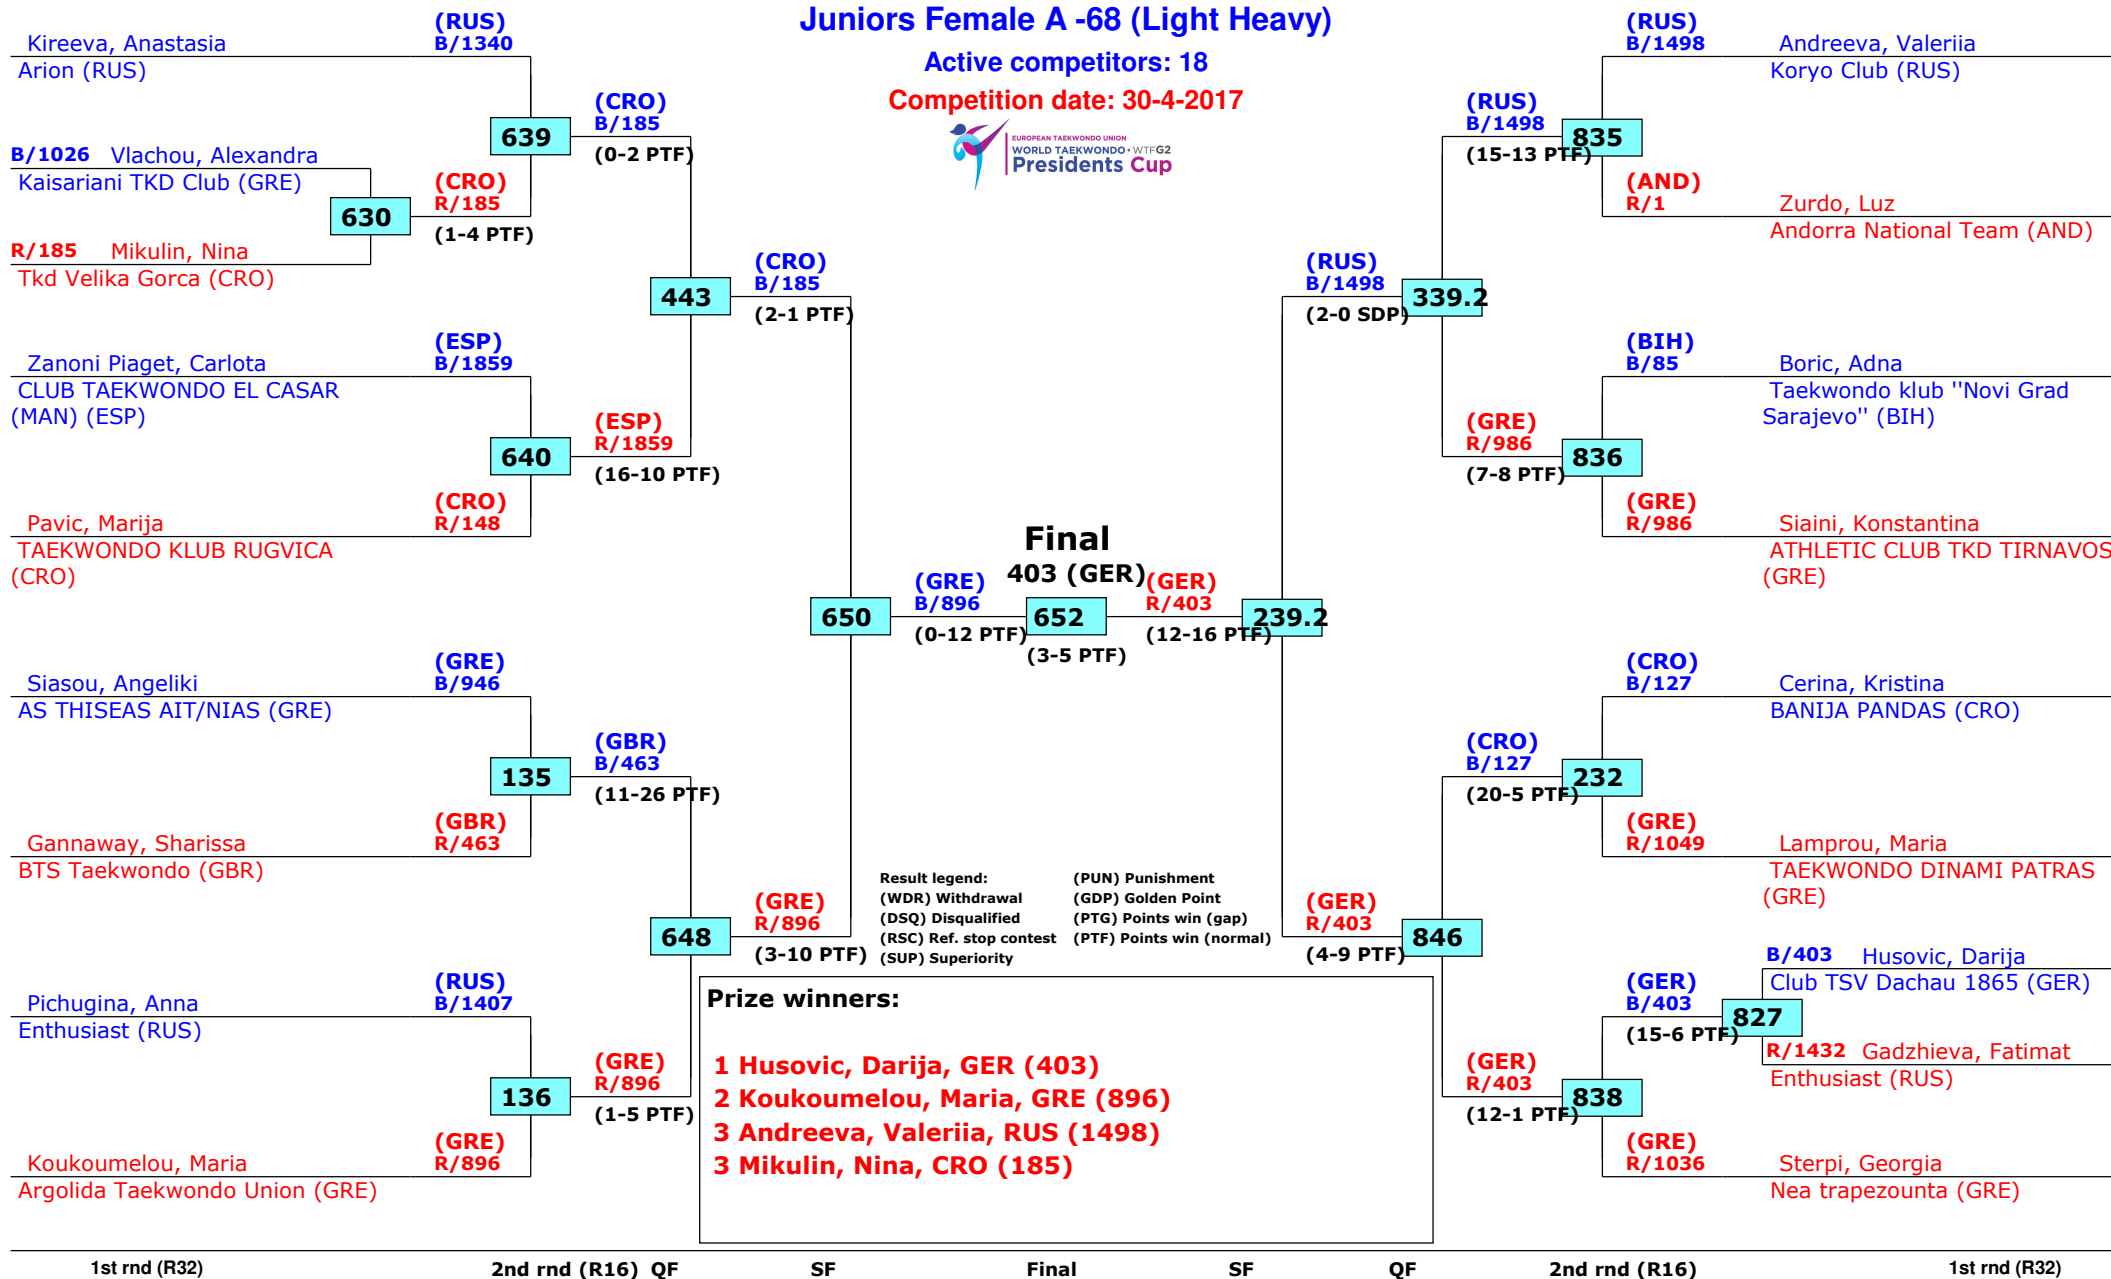 Juniors Female A -68 (Light Heavy)
Active competitors: 18
Competition date: 30-4-2017
EUROPEAN TAEKWONDO UNION
WORLD TAEKWONDO • WTFG2
Presidents Cup
Kireeva, Anastasia
(RUS)
B/1340
Arion (RUS)
B/1026 Vlachou, Alexandra
Kaisariani TKD Club (GRE)
630
R/185 Mikulin, Nina
Tkd Velika Gorca (CRO)
(CRO)
R/185
(1-4 PTF)
639
(CRO)
B/185
(0-2 PTF)
Zanoni Piaget, Carlota
(ESP)
B/1859
CLUB TAEKWONDO EL CASAR
(MAN) (ESP)
640
(ESP)
R/1859
(16-10 PTF)
Pavic, Marija
(CRO)
R/148
TAEKWONDO KLUB RUGVICA
(CRO)
443
(CRO)
B/185
(2-1 PTF)
Siasou, Angeliki
(GRE)
B/946
AS THISEAS AIT/NIAS (GRE)
135
(GBR)
B/463
(11-26 PTF)
Gannaway, Sharissa
(GBR)
R/463
BTS Taekwondo (GBR)
648
(GRE)
R/896
(3-10 PTF)
Pichugina, Anna
(RUS)
B/1407
Enthusiast (RUS)
136
(GRE)
R/896
(1-5 PTF)
Koukoumelou, Maria
(GRE)
R/896
Argolida Taekwondo Union (GRE)
650
(GRE)
B/896
(0-12 PTF)
Final
403 (GER)
652
(3-5 PTF)
(GER)
R/403
(12-16 PTF)
239.2
(RUS)
B/1498
(2-0 SDP)
339.2
(RUS)
B/1498
(15-13 PTF)
835
(RUS)
B/1498
Andreeva, Valeriia
Koryo Club (RUS)
(AND)
R/1
Zurdo, Luz
Andorra National Team (AND)
(GRE)
R/986
(7-8 PTF)
836
(BIH)
B/85
Boric, Adna
Taekwondo klub ''Novi Grad
Sarajevo'' (BIH)
(GRE)
R/986
Siaini, Konstantina
ATHLETIC CLUB TKD TIRNAVOS
(GRE)
(GER)
R/403
(4-9 PTF)
846
(CRO)
B/127
(20-5 PTF)
232
(CRO)
B/127
Cerina, Kristina
BANIJA PANDAS (CRO)
(GRE)
R/1049
Lamprou, Maria
TAEKWONDO DINAMI PATRAS
(GRE)
(GER)
R/403
(12-1 PTF)
838
(GER)
B/403
(15-6 PTF)
827
B/403 Husovic, Darija
Club TSV Dachau 1865 (GER)
R/1432 Gadzhieva, Fatimat
Enthusiast (RUS)
(GRE)
R/1036
Sterpi, Georgia
Nea trapezounta (GRE)
Result legend:
(WDR) Withdrawal
(DSQ) Disqualified
(RSC) Ref. stop contest
(SUP) Superiority
(PUN) Punishment
(GDP) Golden Point
(PTG) Points win (gap)
(PTF) Points win (normal)
Prize winners:
1 Husovic, Darija, GER (403)
2 Koukoumelou, Maria, GRE (896)
3 Andreeva, Valeriia, RUS (1498)
3 Mikulin, Nina, CRO (185)
1st rnd (R32) 2nd rnd (R16) QF SF Final SF QF 2nd rnd (R16) 1st rnd (R32)